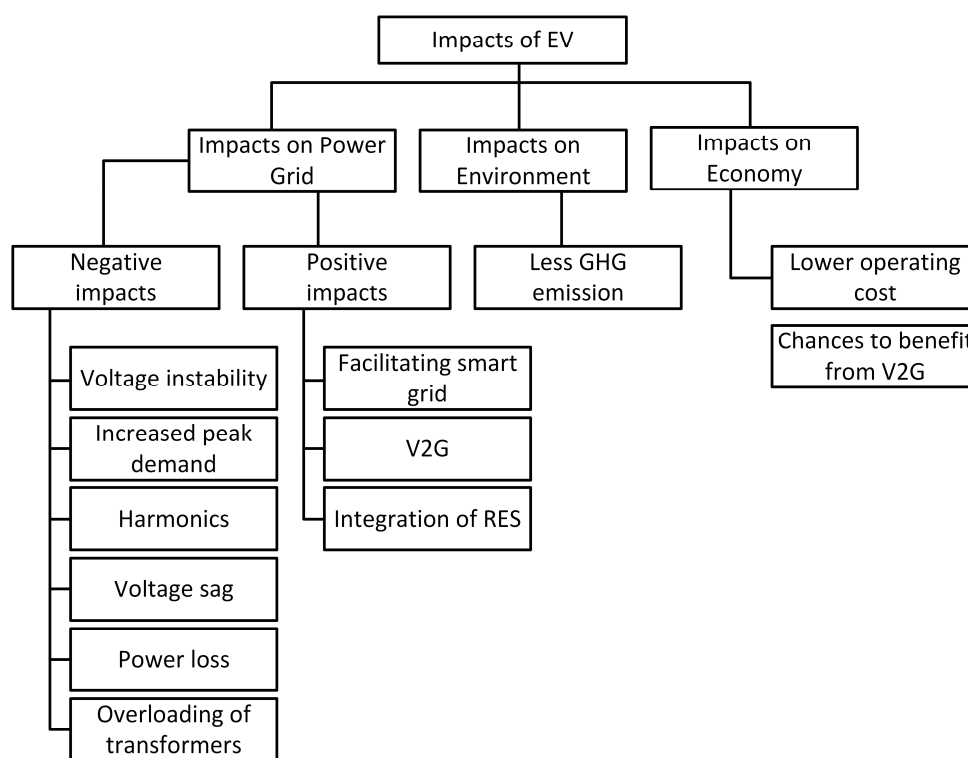 Impacts of EV
Impacts on Power
Grid
Impacts on
Environment
Impacts on
Economy
Negative
impacts
Positive
impacts
Less GHG
emission
Lower operating
cost
Chances to benefit
from V2G
Voltage instability
Increased peak
demand
Harmonics
Voltage sag
Power loss
Overloading of
transformers
Facilitating smart
grid
V2G
Integration of RES